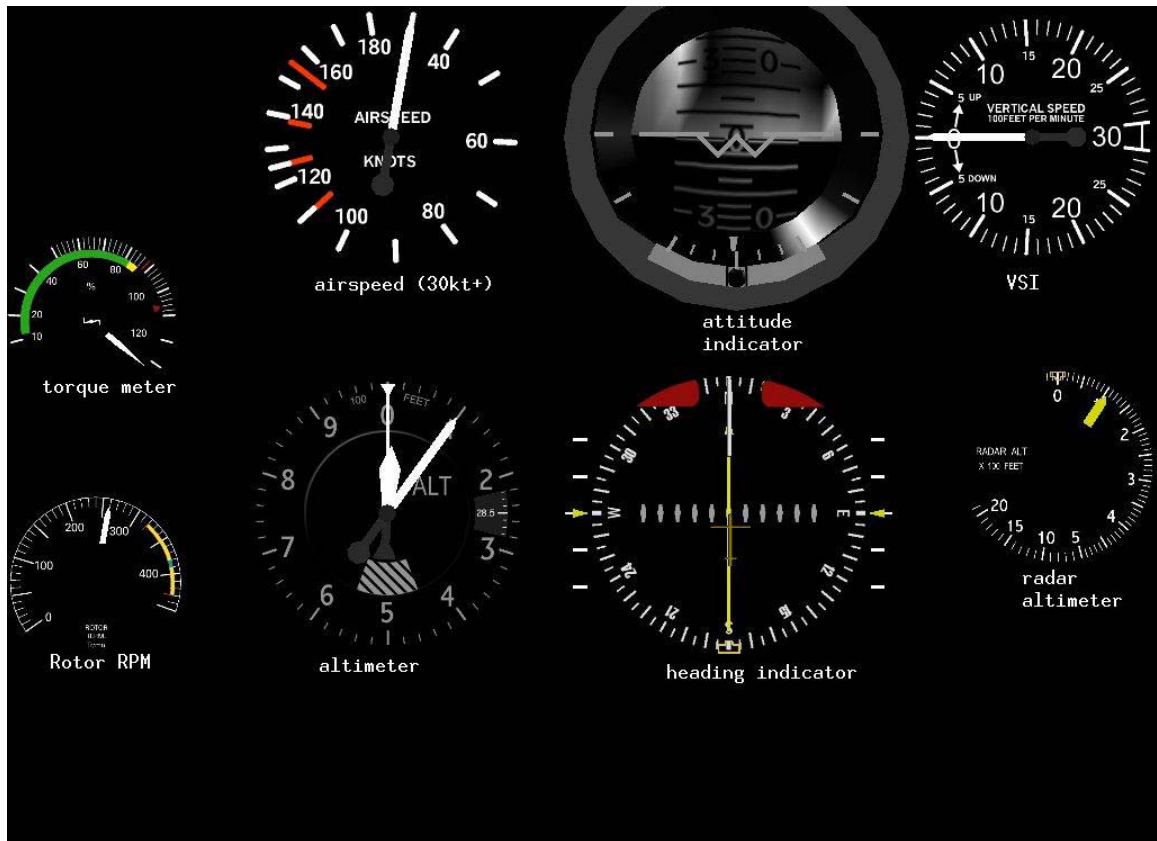 180
40
160
140
AIRSPEED
60
KNOTS
120
100
80
airspeed (30kt+)
3 0
0
3 0
attitude
indicator
15
10
20
25
5 UP
VERTICAL SPEED
100FEET PER MINUTE
0
30
5 DOWN
25
10
20
15
VSI
60
40
80
%
100
20
120
10
torque meter
100 FEET
0
9
1
8
ALT
2
28.5
7
3
6
4
5
altimeter
N
33
3
30
6
W
E
24
12
21
15
S
heading indicator
0
2
RADAR ALT
X 100 FEET
3
20
15
10
5
4
radar
altimeter
200
300
100
400
0
ROTOR
R.P.M.
Rotor RPM